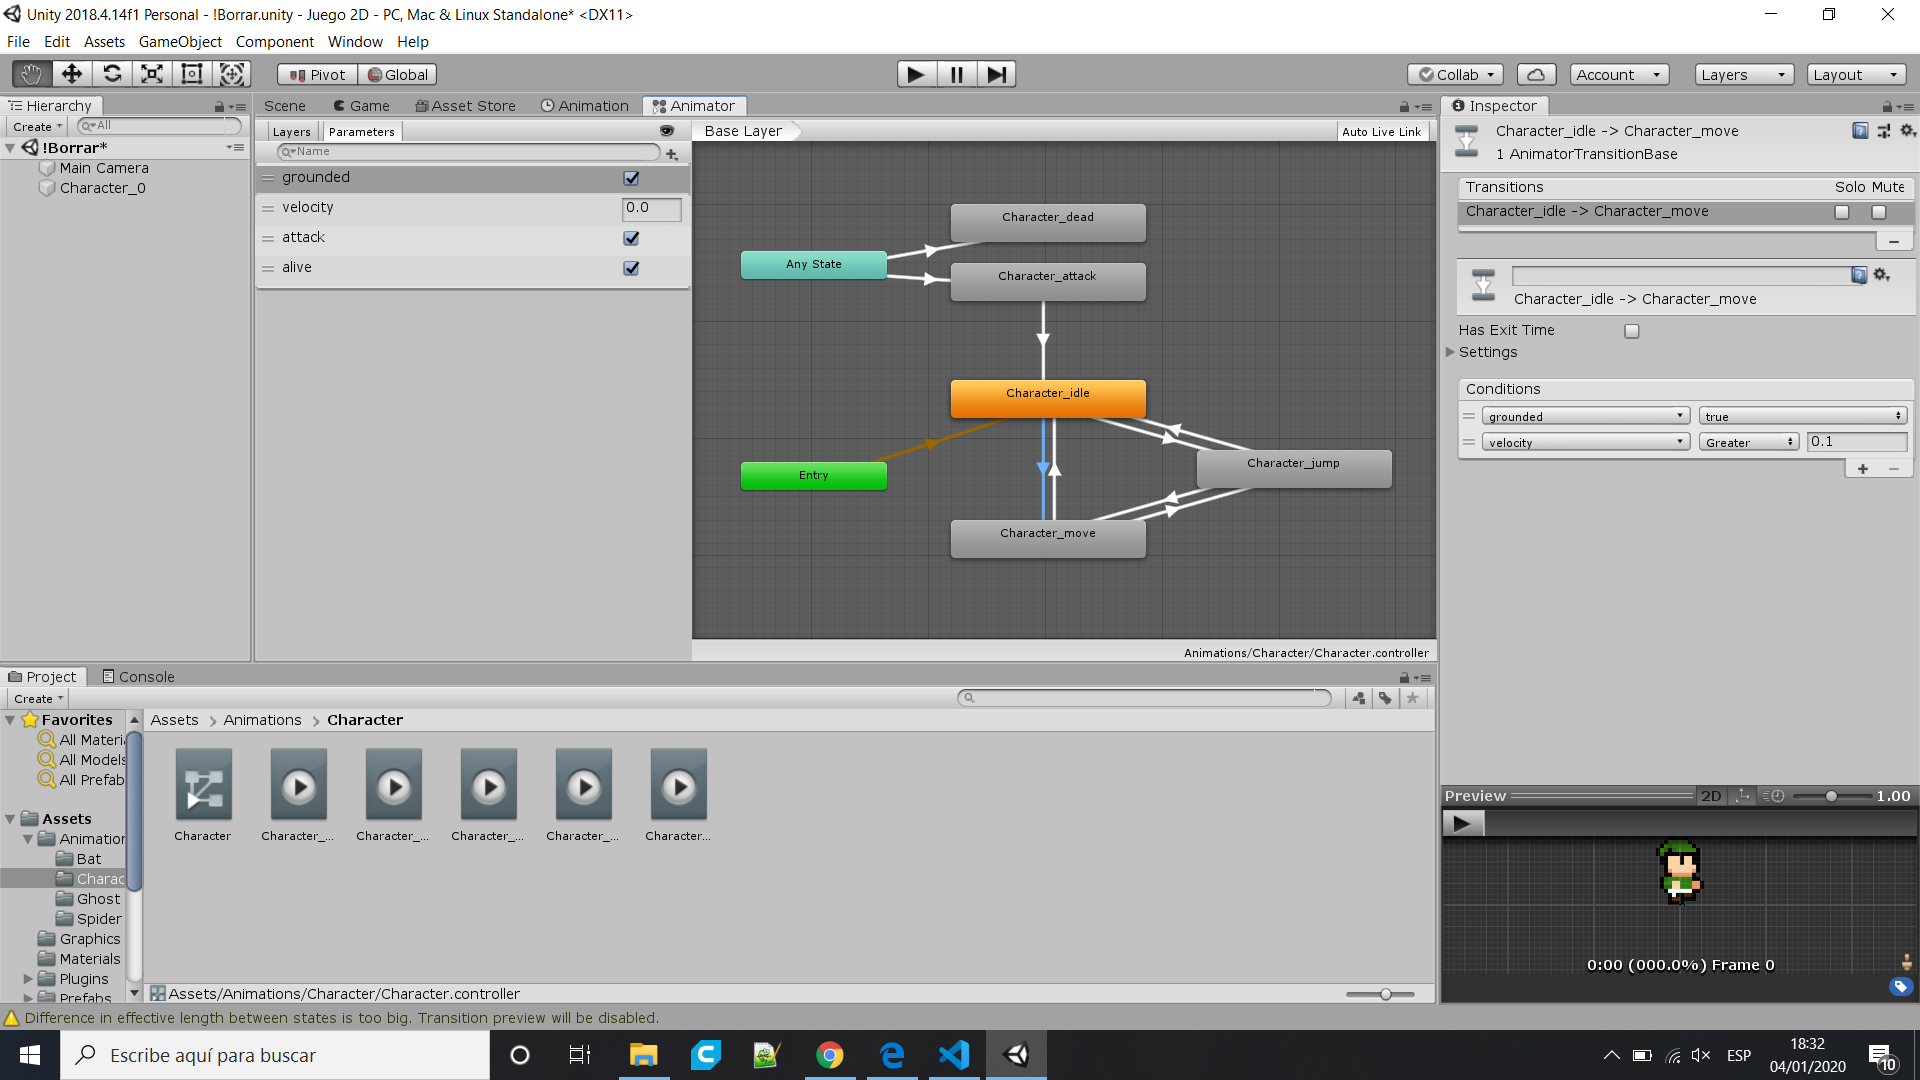 Unity 2018.4.14f1 Personal - !Borrar.unity - Juego 2D - PC, Mac & Linux Standalone* <DX11>
File Edit Assets GameObject Component Window Help
Pivot Global Collab Account Layers Layout
Hierarchy
Create All
!Borrar*
Main Camera
Character_0
Scene Game Asset Store Animation Animator
Layers Parameters
Name
grounded
velocity 0.0
attack
alive
Base Layer Auto Live Link
Character_dead
Any State
Character_attack
Character_idle
Entry
Character_jump
Character_move
Animations/Character/Character.controller
Inspector
Character_idle -> Character_move
1 AnimatorTransitionBase
Transitions Solo Mute
Character_idle -> Character_move
Character_idle -> Character_move
Has Exit Time
Settings
Conditions
grounded true
velocity Greater 0.1
Preview 2D 1.00
0:00 (000.0%) Frame 0
Project Console
Create
Favorites
All Materi
All Models
All Prefab
Assets
Animation
Bat
Charac
Ghost
Spider
Graphics
Materials
Plugins
Prefabs
Assets Animations Character
Character Character_... Character_... Character_... Character_... Character...
Assets/Animations/Character/Character.controller
Difference in effective length between states is too big. Transition preview will be disabled.
Escribe aquí para buscar
ESP
18:32
04/01/2020
10